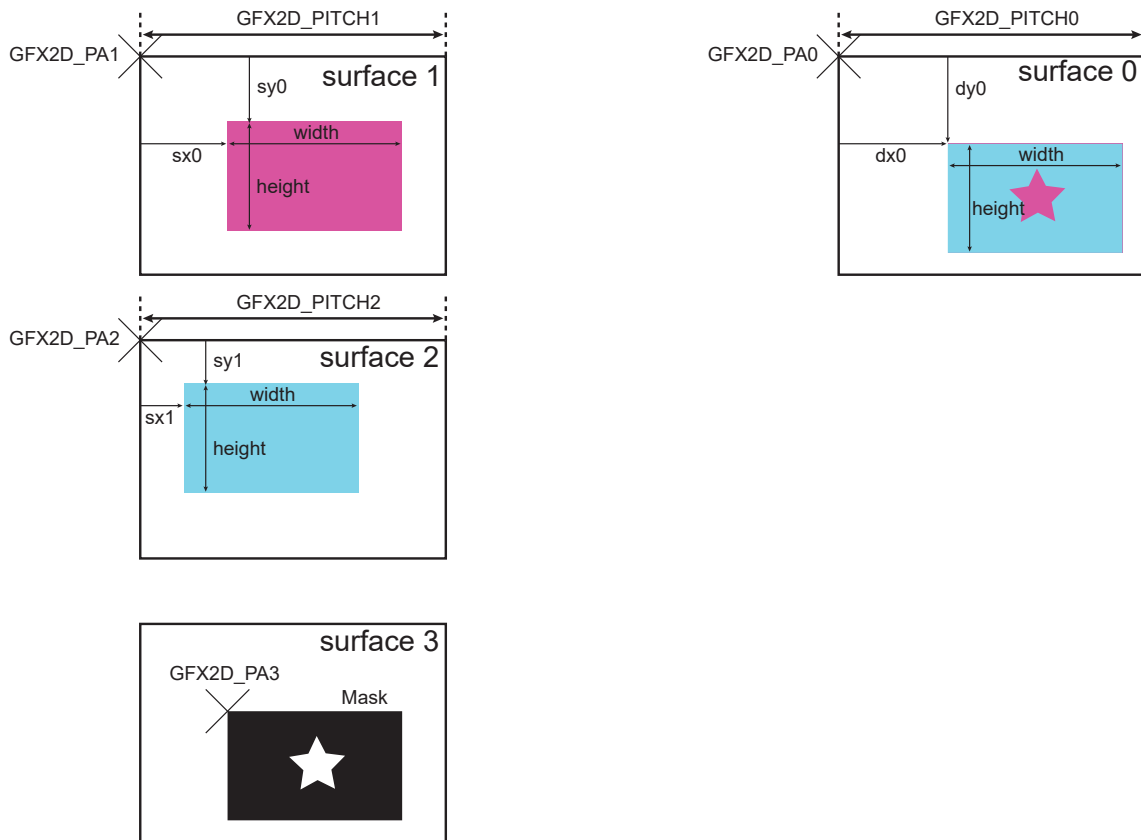 GFX2D_PITCH1
GFX2D_PA1
surface 1
sy0
width
sx0
height
GFX2D_PITCH0
GFX2D_PA0
surface 0
dy0
dx0
width
height
GFX2D_PITCH2
GFX2D_PA2
surface 2
sy1
width
sx1
height
surface 3
GFX2D_PA3
Mask